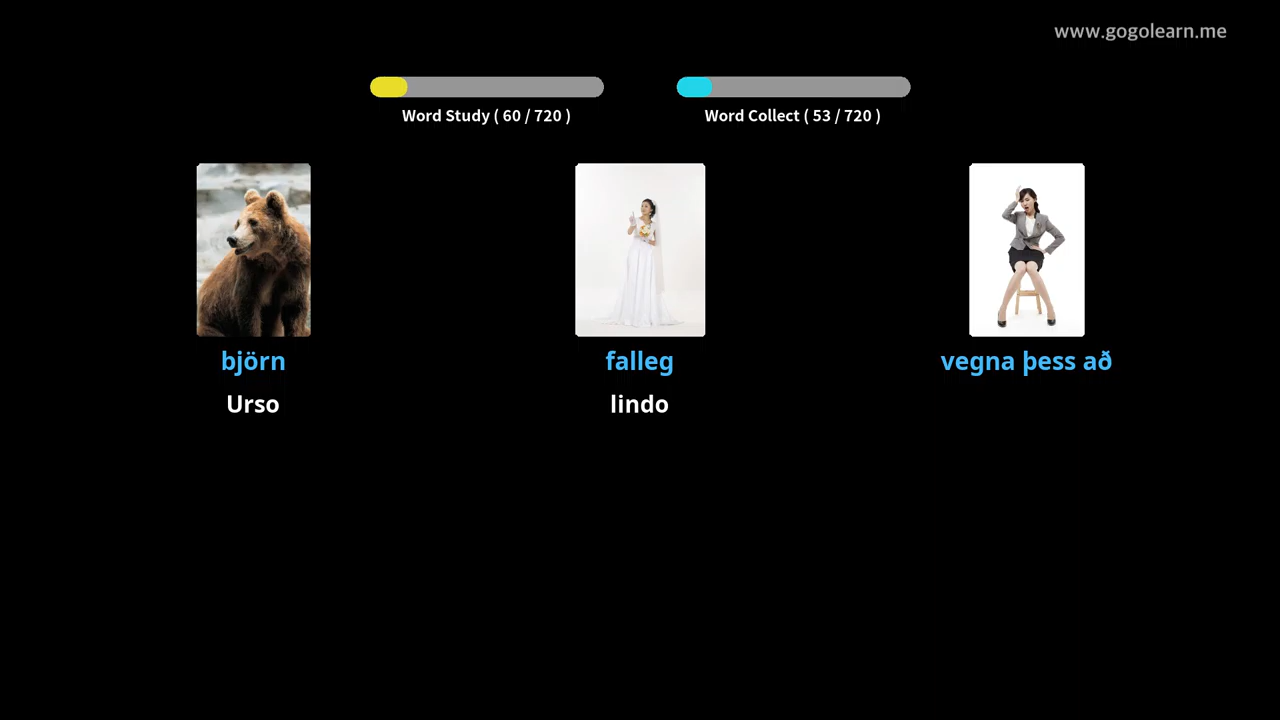 www.gogolearn.me
Word Study ( 60 / 720 )
Word Collect ( 53 / 720 )
björn
falleg
vegna þess að
Urso
lindo